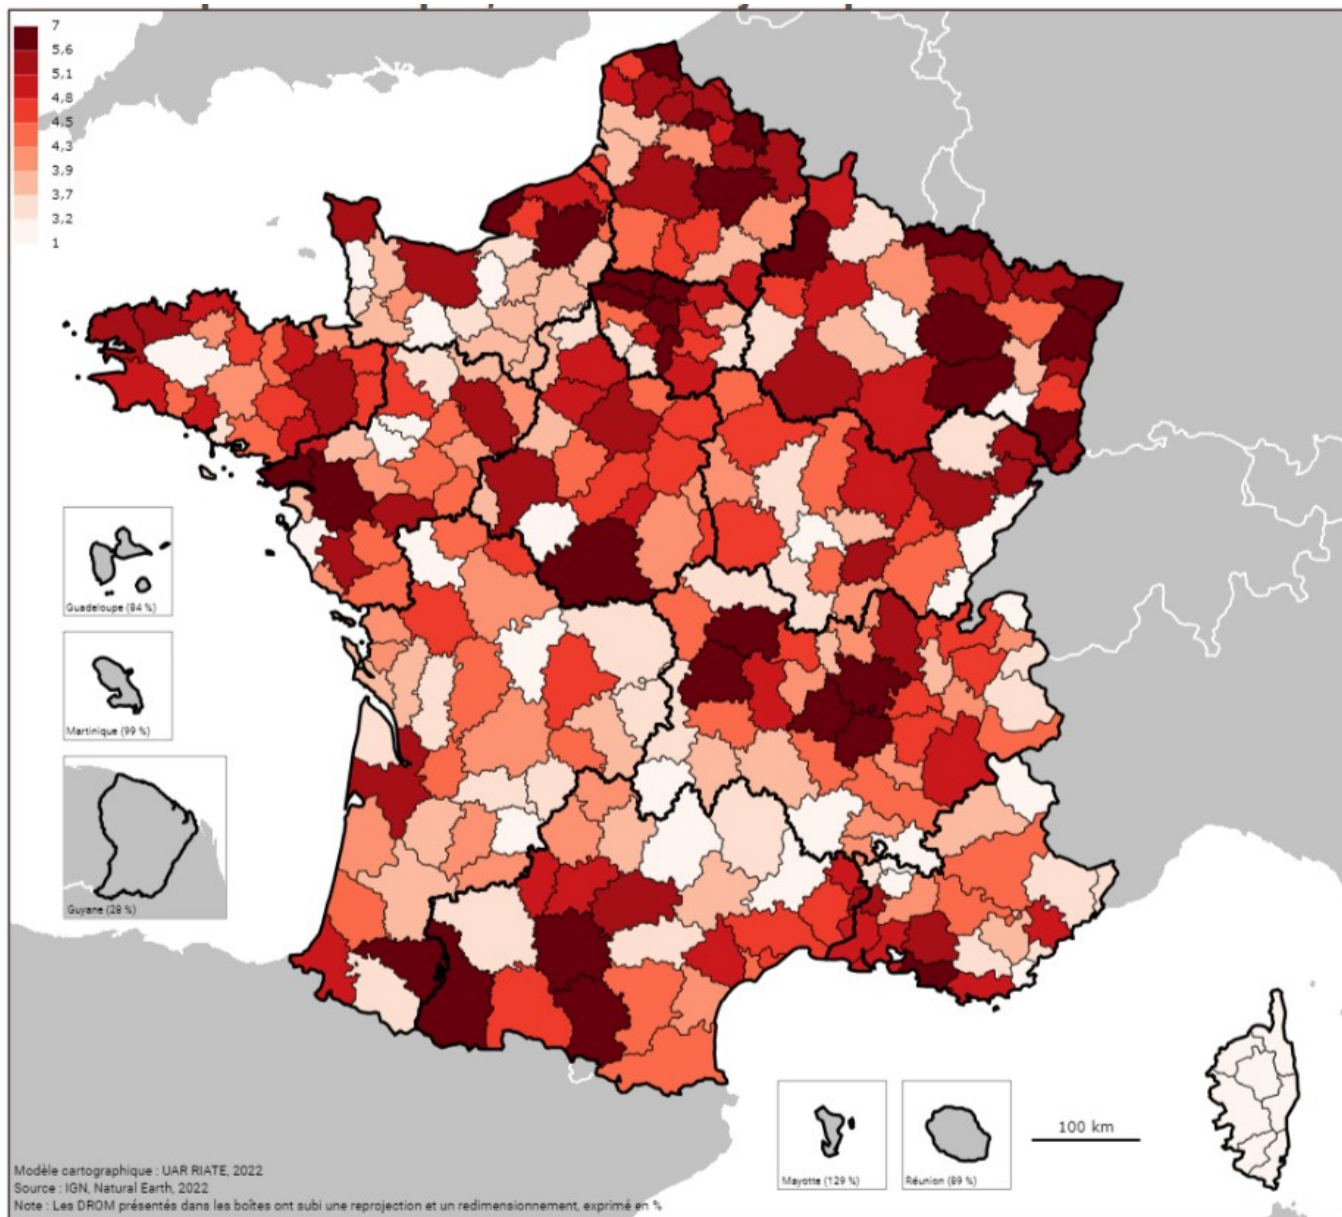 7
5,6
5,1
4,8
4,5
4,3
3,9
3,7
3,2
1
Guadeloupe (84 %)
Martinique (99 %)
Guyane (28 %)
100 km
Mayotte (129 %)
Réunion (89 %)
Modèle cartographique : UAR RIATE, 2022
Source : IGN, Natural Earth, 2022
Note : Les DROM présentés dans les boîtes ont subi une reprojection et un redimensionnement, exprimé en %